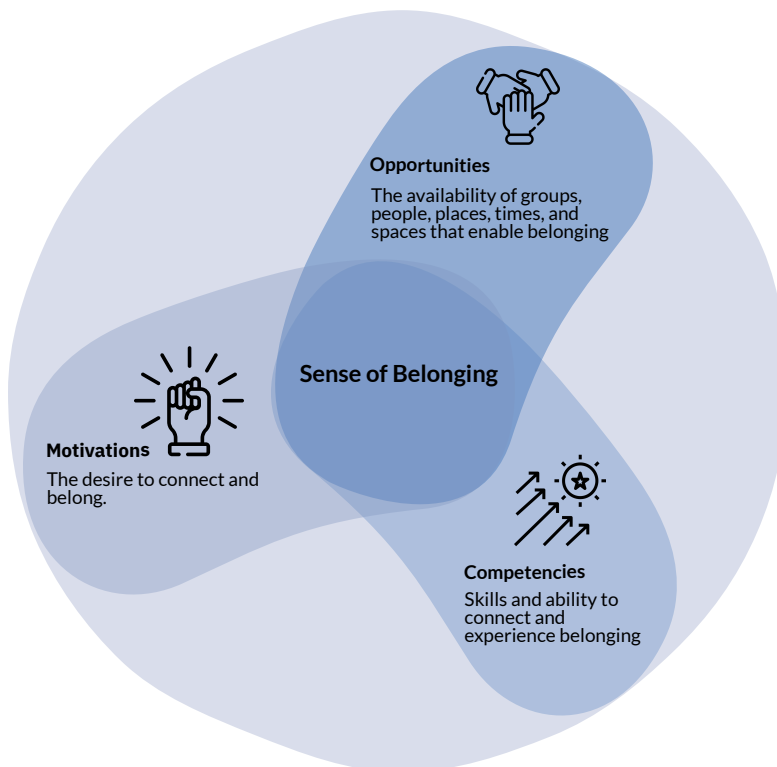 Opportunities
The availability of groups,
people, places, times, and
spaces that enable belonging
Sense of Belonging
Motivations
The desire to connect and
belong.
Competencies
Skills and ability to
connect and
experience belonging